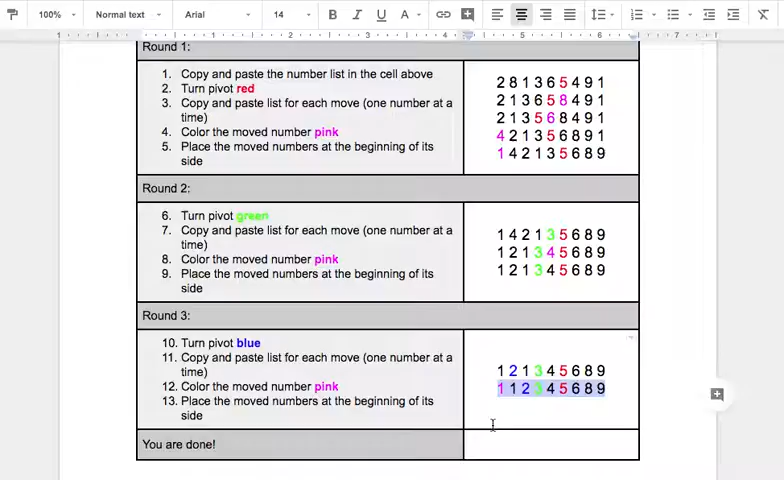 100% Normal text Arial 14 B I U A
1 1 2 3 4 5 6 7
Round 1:
1. Copy and paste the number list in the cell above
2. Turn pivot red
3. Copy and paste list for each move (one number at a
time)
4. Color the moved number pink
5. Place the moved numbers at the beginning of its
side
2 8 1 3 6 5 4 9 1
2 1 3 6 5 8 4 9 1
2 1 3 5 6 8 4 9 1
4 2 1 3 5 6 8 9 1
1 4 2 1 3 5 6 8 9
Round 2:
6. Turn pivot green
7. Copy and paste list for each move (one number at a
time)
8. Color the moved number pink
9. Place the moved numbers at the beginning of its
side
1 4 2 1 3 5 6 8 9
1 2 1 3 4 5 6 8 9
1 2 1 3 4 5 6 8 9
Round 3:
10. Turn pivot blue
11. Copy and paste list for each move (one number at a
time)
12. Color the moved number pink
13. Place the moved numbers at the beginning of its
side
1 2 1 3 4 5 6 8 9
1 1 2 3 4 5 6 8 9
You are done!